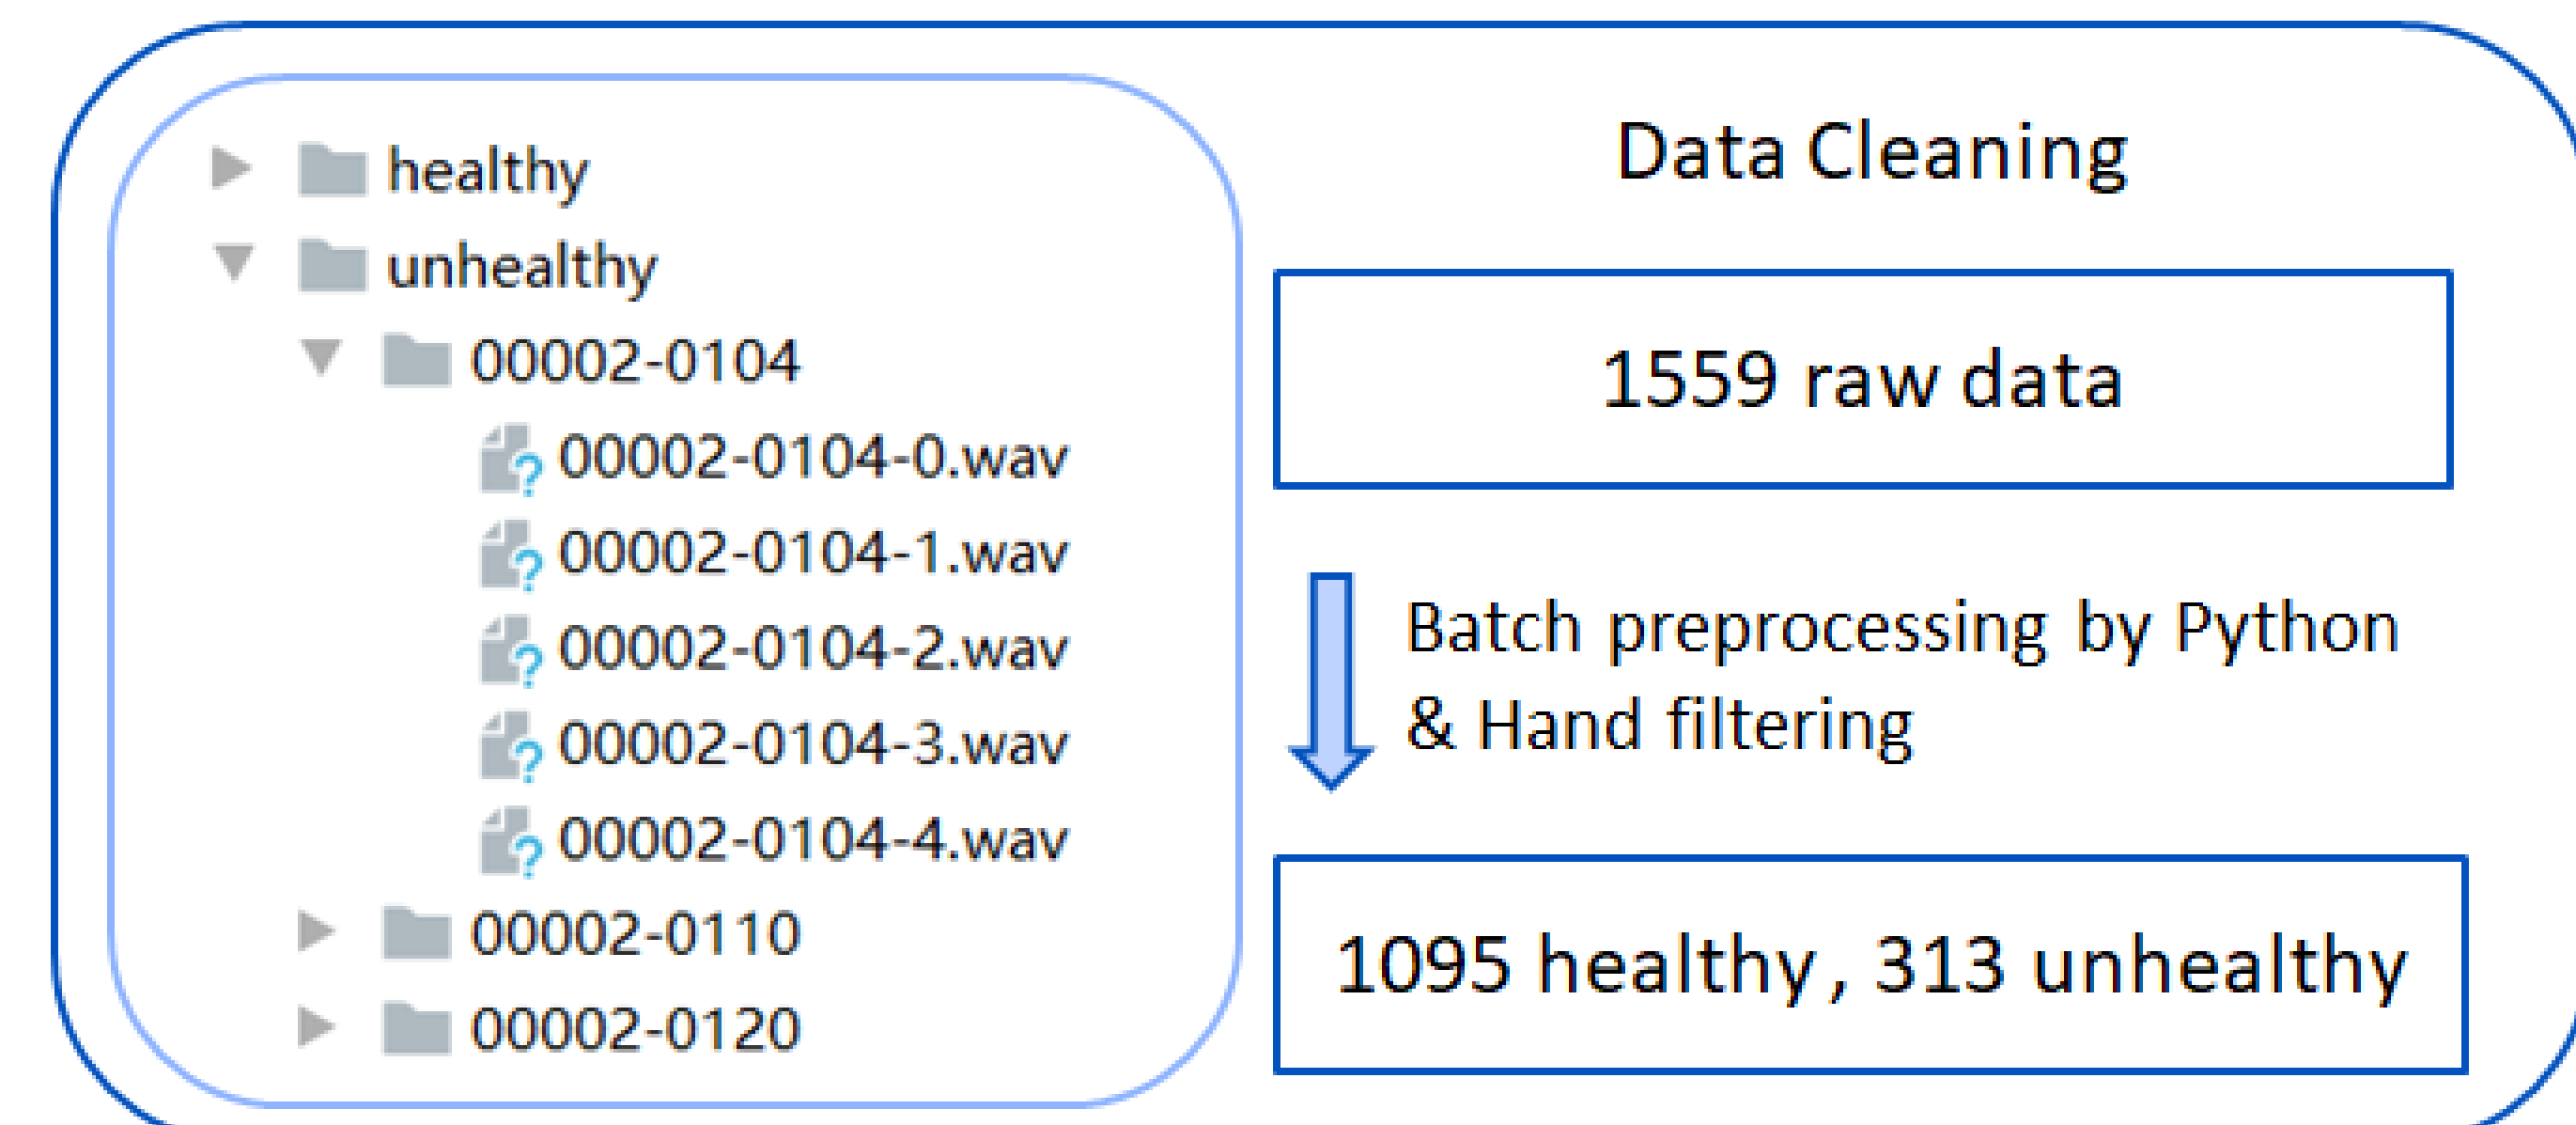 healthy
unhealthy
00002-0104
00002-0104-0.wav
00002-0104-1.wav
00002-0104-2.wav
00002-0104-3.wav
00002-0104-4.wav
00002-0110
00002-0120
Data Cleaning
1559 raw data
Batch preprocessing by Python
& Hand filtering
1095 healthy, 313 unhealthy